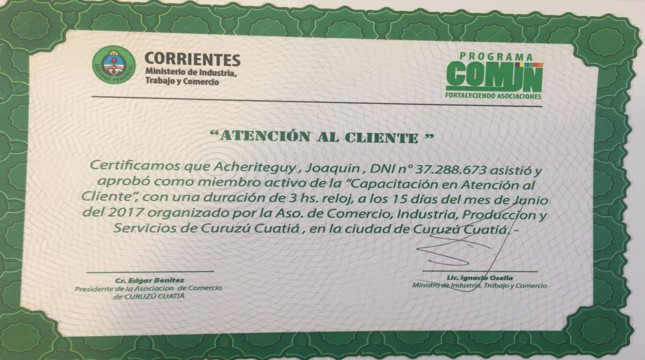 CORRIENTES
Ministerio de Industria,
Trabajo y Comercio
PROGRAMA
COMUN
FORTALECIENDO ASOCIACIONES
“ATENCIÓN AL CLIENTE ”
Certificamos que Acheriteguy , Joaquin , DNI n° 37.288.673 asistió y
aprobó como miembro activo de la “Capacitación en Atención al
Cliente”, con una duración de 3 hs. reloj, a los 15 días del mes de Junio
del 2017 organizado por la Aso. de Comercio, Industria, Produccion y
Servicios de Curuzú Cuatiá , en la ciudad de Curuzú Cuatiá. -
Cr. Edgar Benitez
Presidente de la Asociacion de Comercio
de CURUZÚ CUATIÁ
Lic. Ignacio Osella
Ministro de Industria, Trabajo y Comercio